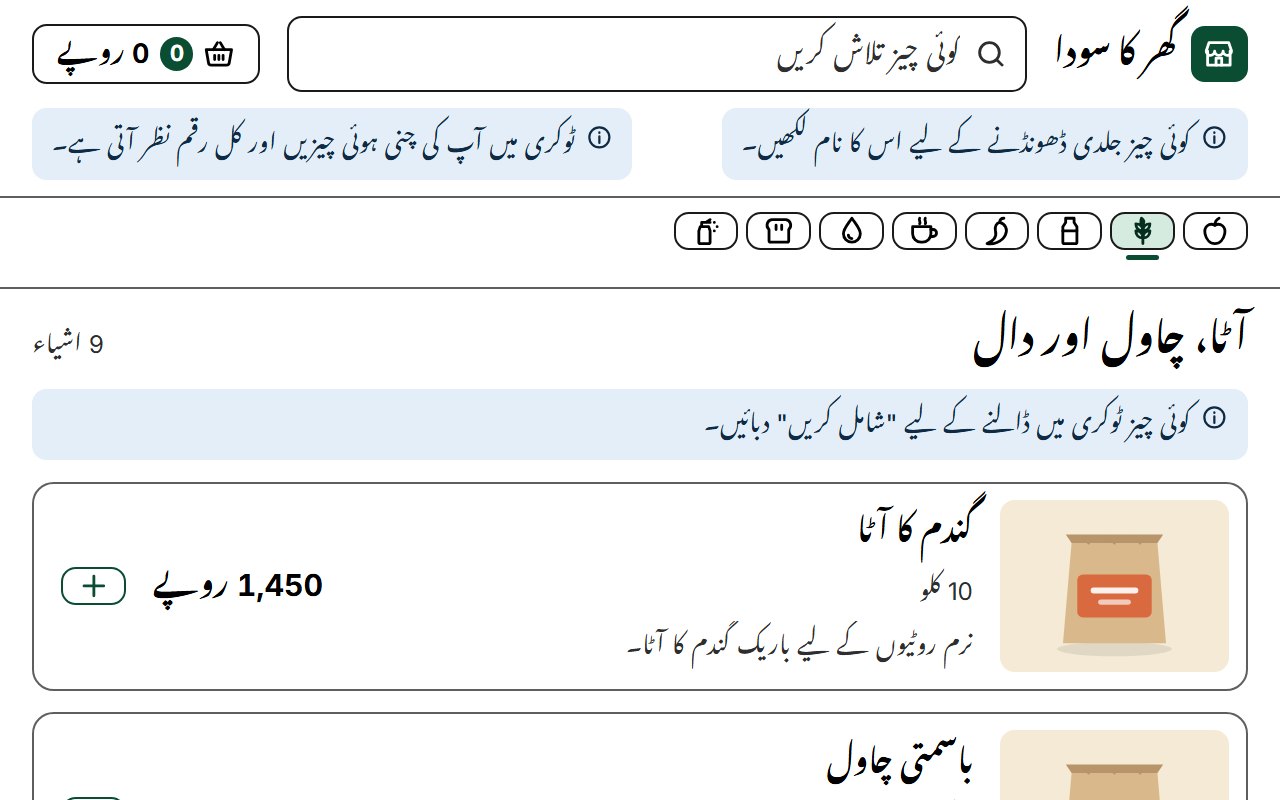 گھر کا سودا
کوئی چیز تلاش کریں
0 0 روپے
کوئی چیز جلدی ڈھونڈنے کے لیے اس کا نام لکھیں۔
ٹوکری میں آپ کی چنی ہوئی چیزیں اور کل رقم نظر آتی ہے۔
آٹا، چاول اور دال
9 اشیاء
کوئی چیز ٹوکری میں ڈالنے کے لیے "شامل کریں" دبائیں۔
گندم کا آٹا
10 کلو
نرم روٹیوں کے لیے باریک گندم کا آٹا۔
1,450 روپے
باسمتی چاول